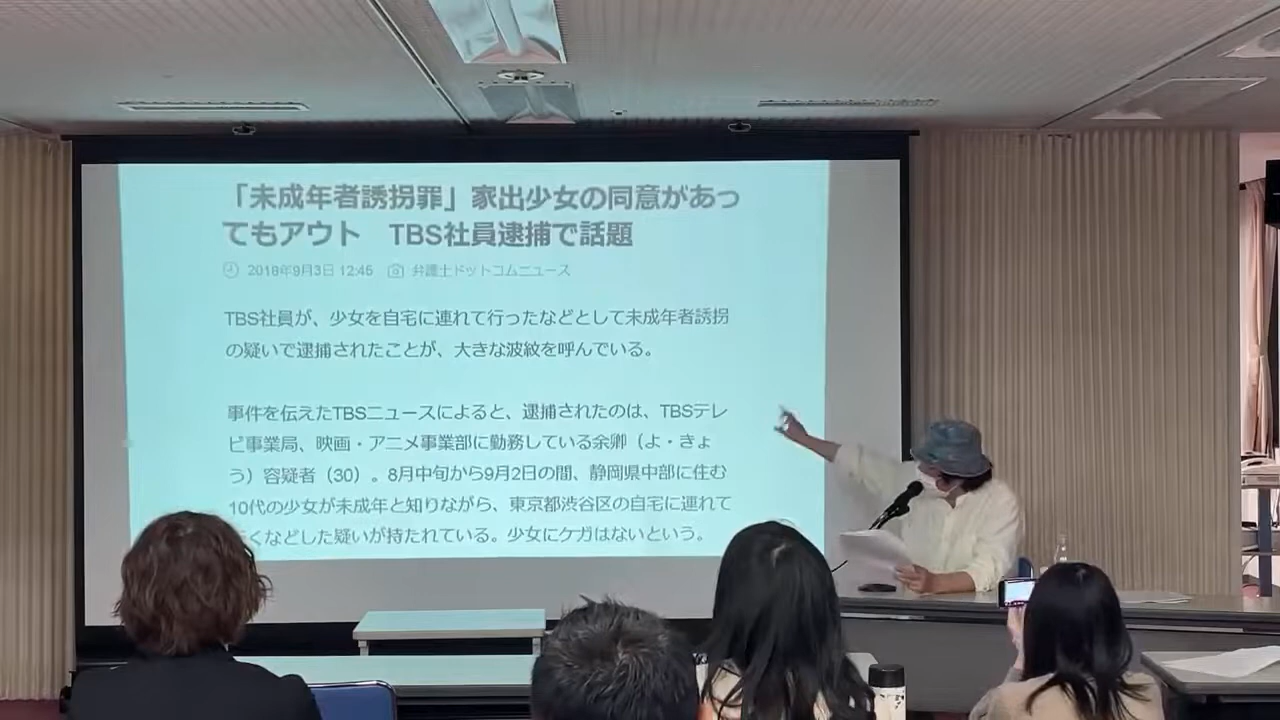 「未成年者誘拐罪」家出少女の同意があっ
てもアウト　TBS社員逮捕で話題
2018年9月3日 12:45 弁護士ドットコムニュース
TBS社員が、少女を自宅に連れて行ったなどとして未成年者誘拐
の疑いで逮捕されたことが、大きな波紋を呼んでいる。
事件を伝えたTBSニュースによると、逮捕されたのは、TBSテレ
ビ事業局、映画・アニメ事業部に勤務している余卿（よ・きょ
う）容疑者（30）。8月中旬から9月2日の間、静岡県中部に住む
10代の少女が未成年と知りながら、東京都渋谷区の自宅に連れて
くなどした疑いが持たれている。少女にケガはないという。